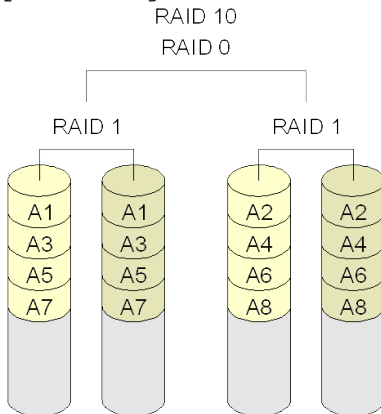 RAID 10
RAID 0
RAID 1 RAID 1
A1 A1 A2 A2
A3 A3 A4 A4
A5 A5 A6 A6
A7 A7 A8 A8